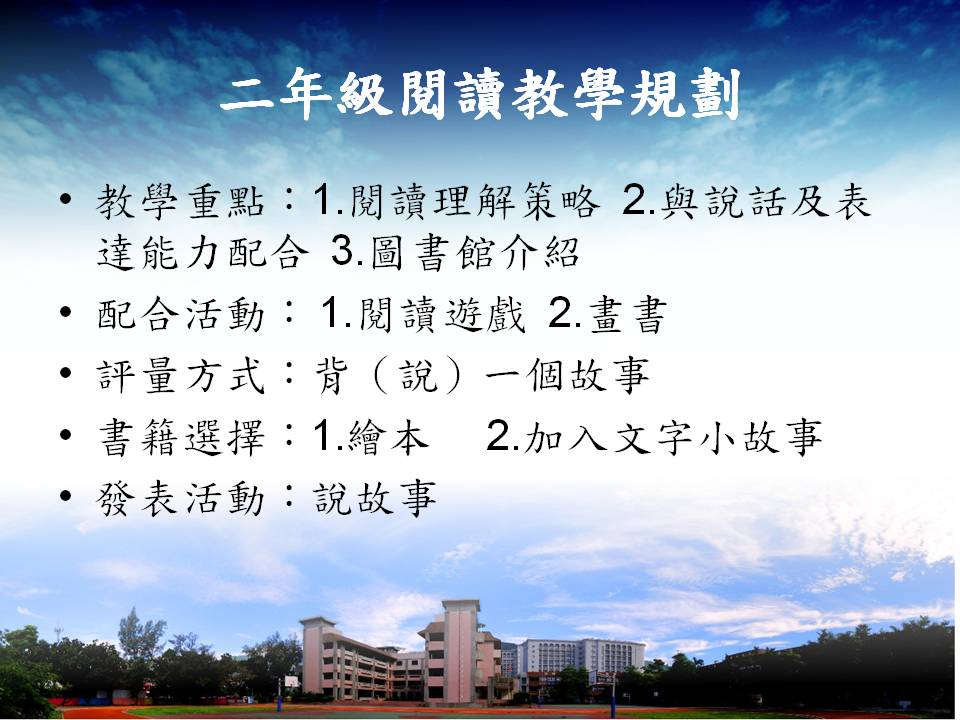 二年級閱讀教學規劃
• 教學重點：1.閱讀理解策略 2.與說話及表
達能力配合 3.圖書館介紹
• 配合活動： 1.閱讀遊戲 2.畫書
• 評量方式：背（說）一個故事
• 書籍選擇：1.繪本 2.加入文字小故事
• 發表活動：說故事